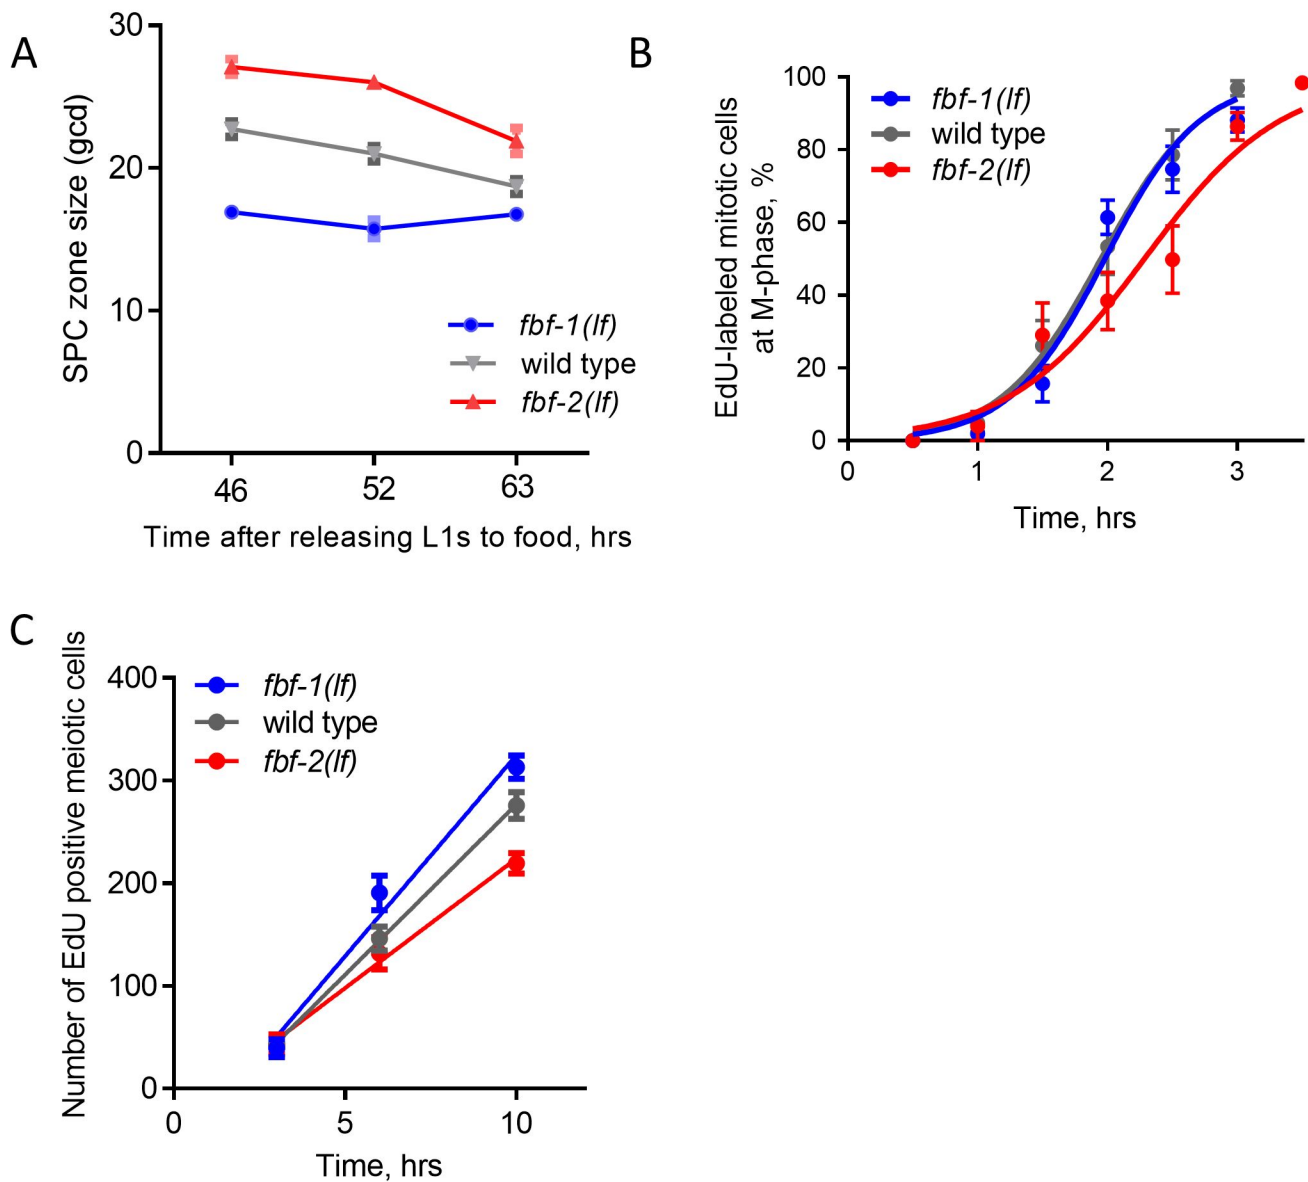 A
SPC zone size (gcd)
30
20
10
0
46
52
63
Time after releasing L1s to food, hrs
fbf-1(lf)
wild type
fbf-2(lf)
B
EdU-labeled mitotic cells
at M-phase, %
100
80
60
40
20
0
0
1
2
3
Time, hrs
fbf-1(lf)
wild type
fbf-2(lf)
C
Number of EdU positive meiotic cells
400
300
200
100
0
0
5
10
Time, hrs
fbf-1(lf)
wild type
fbf-2(lf)